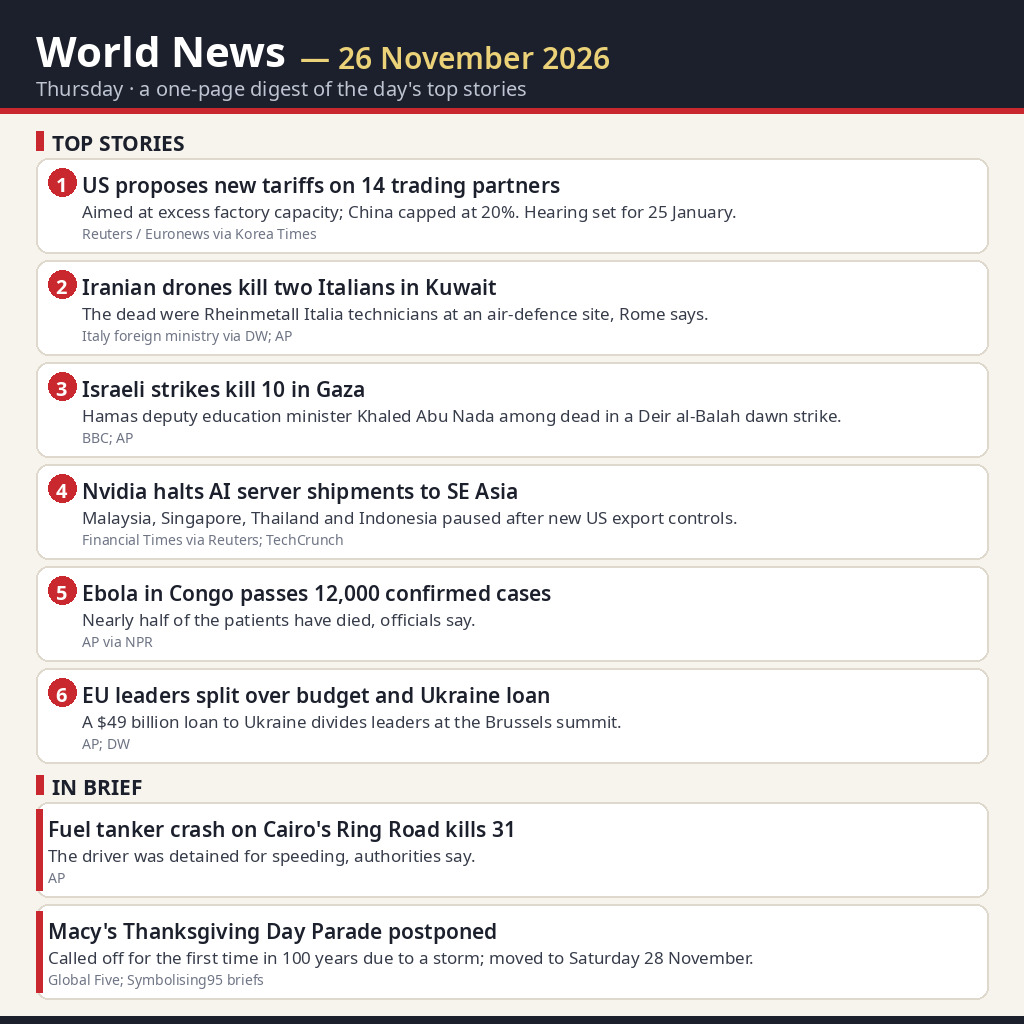 World News — 26 November 2026
Thursday · a one-page digest of the day's top stories
TOP STORIES
1 US proposes new tariffs on 14 trading partners
Aimed at excess factory capacity; China capped at 20%. Hearing set for 25 January.
Reuters / Euronews via Korea Times
2 Iranian drones kill two Italians in Kuwait
The dead were Rheinmetall Italia technicians at an air-defence site, Rome says.
Italy foreign ministry via DW; AP
3 Israeli strikes kill 10 in Gaza
Hamas deputy education minister Khaled Abu Nada among dead in a Deir al-Balah dawn strike.
BBC; AP
4 Nvidia halts AI server shipments to SE Asia
Malaysia, Singapore, Thailand and Indonesia paused after new US export controls.
Financial Times via Reuters; TechCrunch
5 Ebola in Congo passes 12,000 confirmed cases
Nearly half of the patients have died, officials say.
AP via NPR
6 EU leaders split over budget and Ukraine loan
A $49 billion loan to Ukraine divides leaders at the Brussels summit.
AP; DW
IN BRIEF
Fuel tanker crash on Cairo's Ring Road kills 31
The driver was detained for speeding, authorities say.
AP
Macy's Thanksgiving Day Parade postponed
Called off for the first time in 100 years due to a storm; moved to Saturday 28 November.
Global Five; Symbolising95 briefs